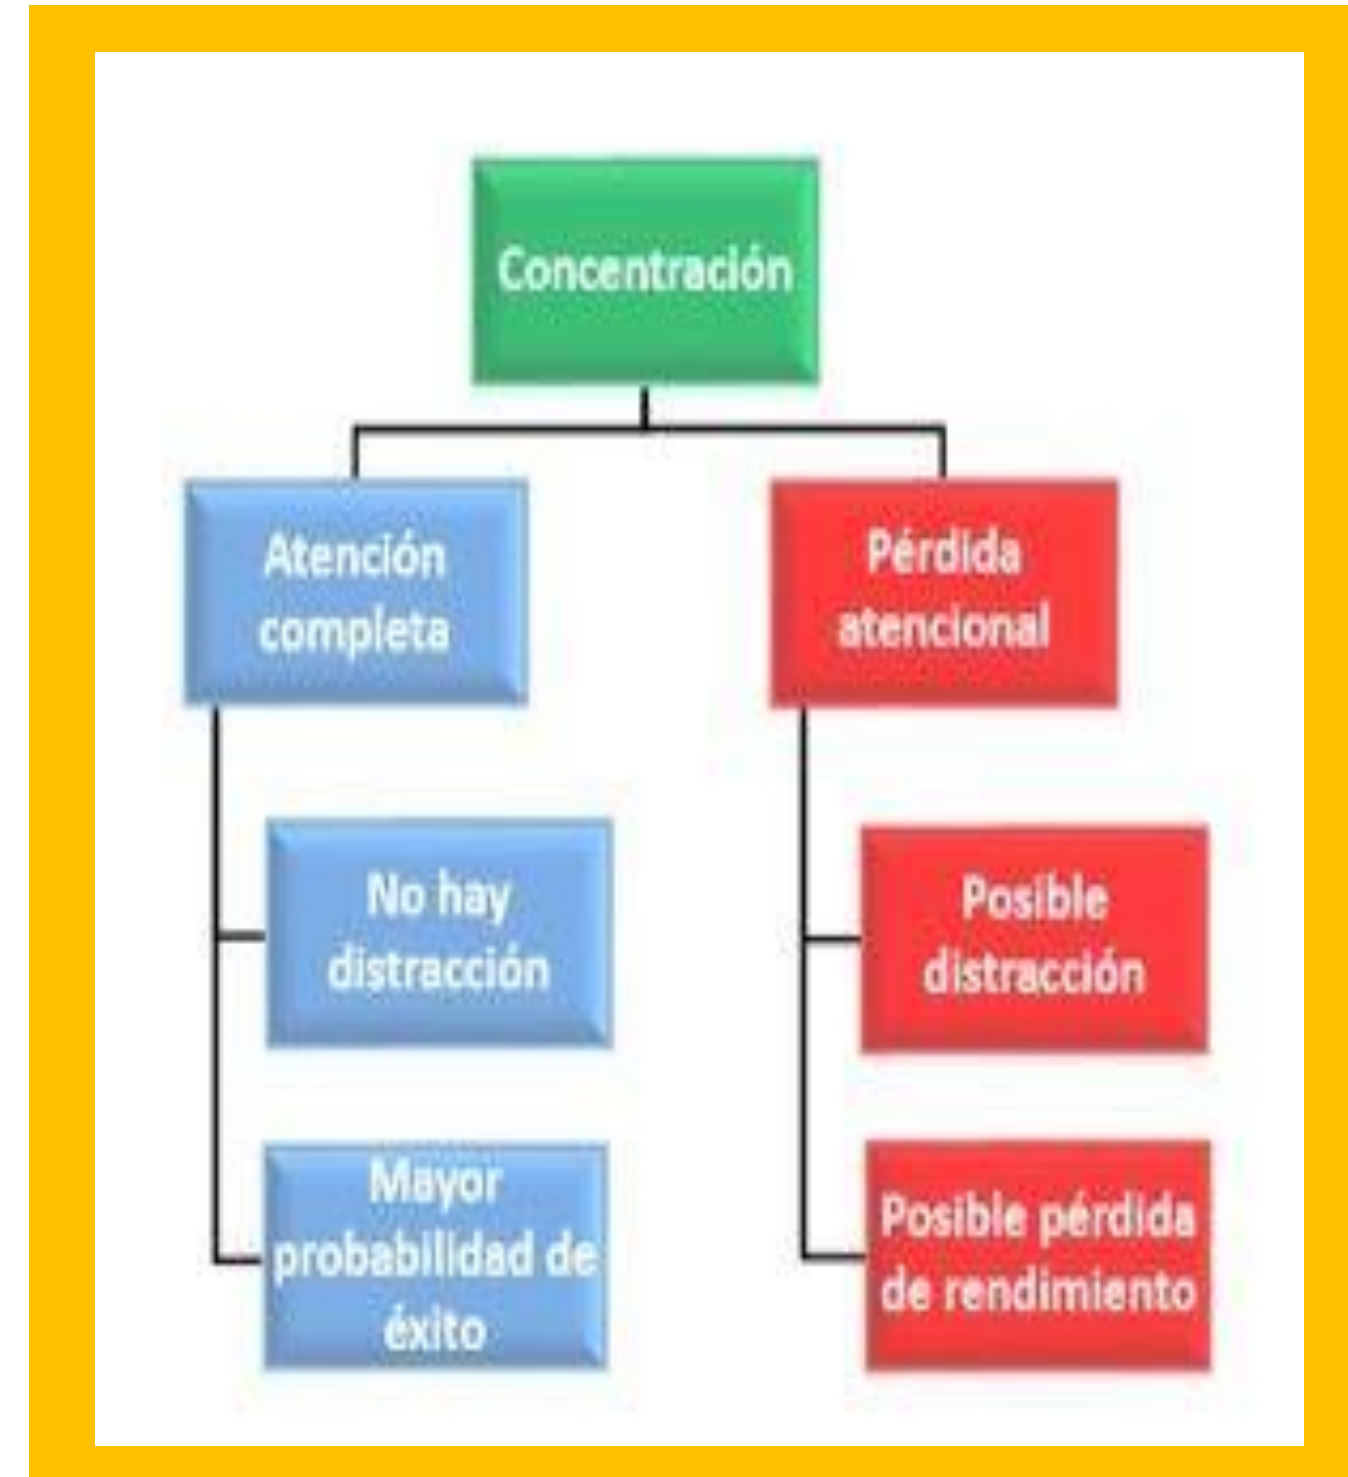 Concentración
Atención
completa
No hay
distracción
Mayor
probabilidad de
éxito
Pérdida
atencional
Posible
distracción
Posible pérdida
de rendimiento